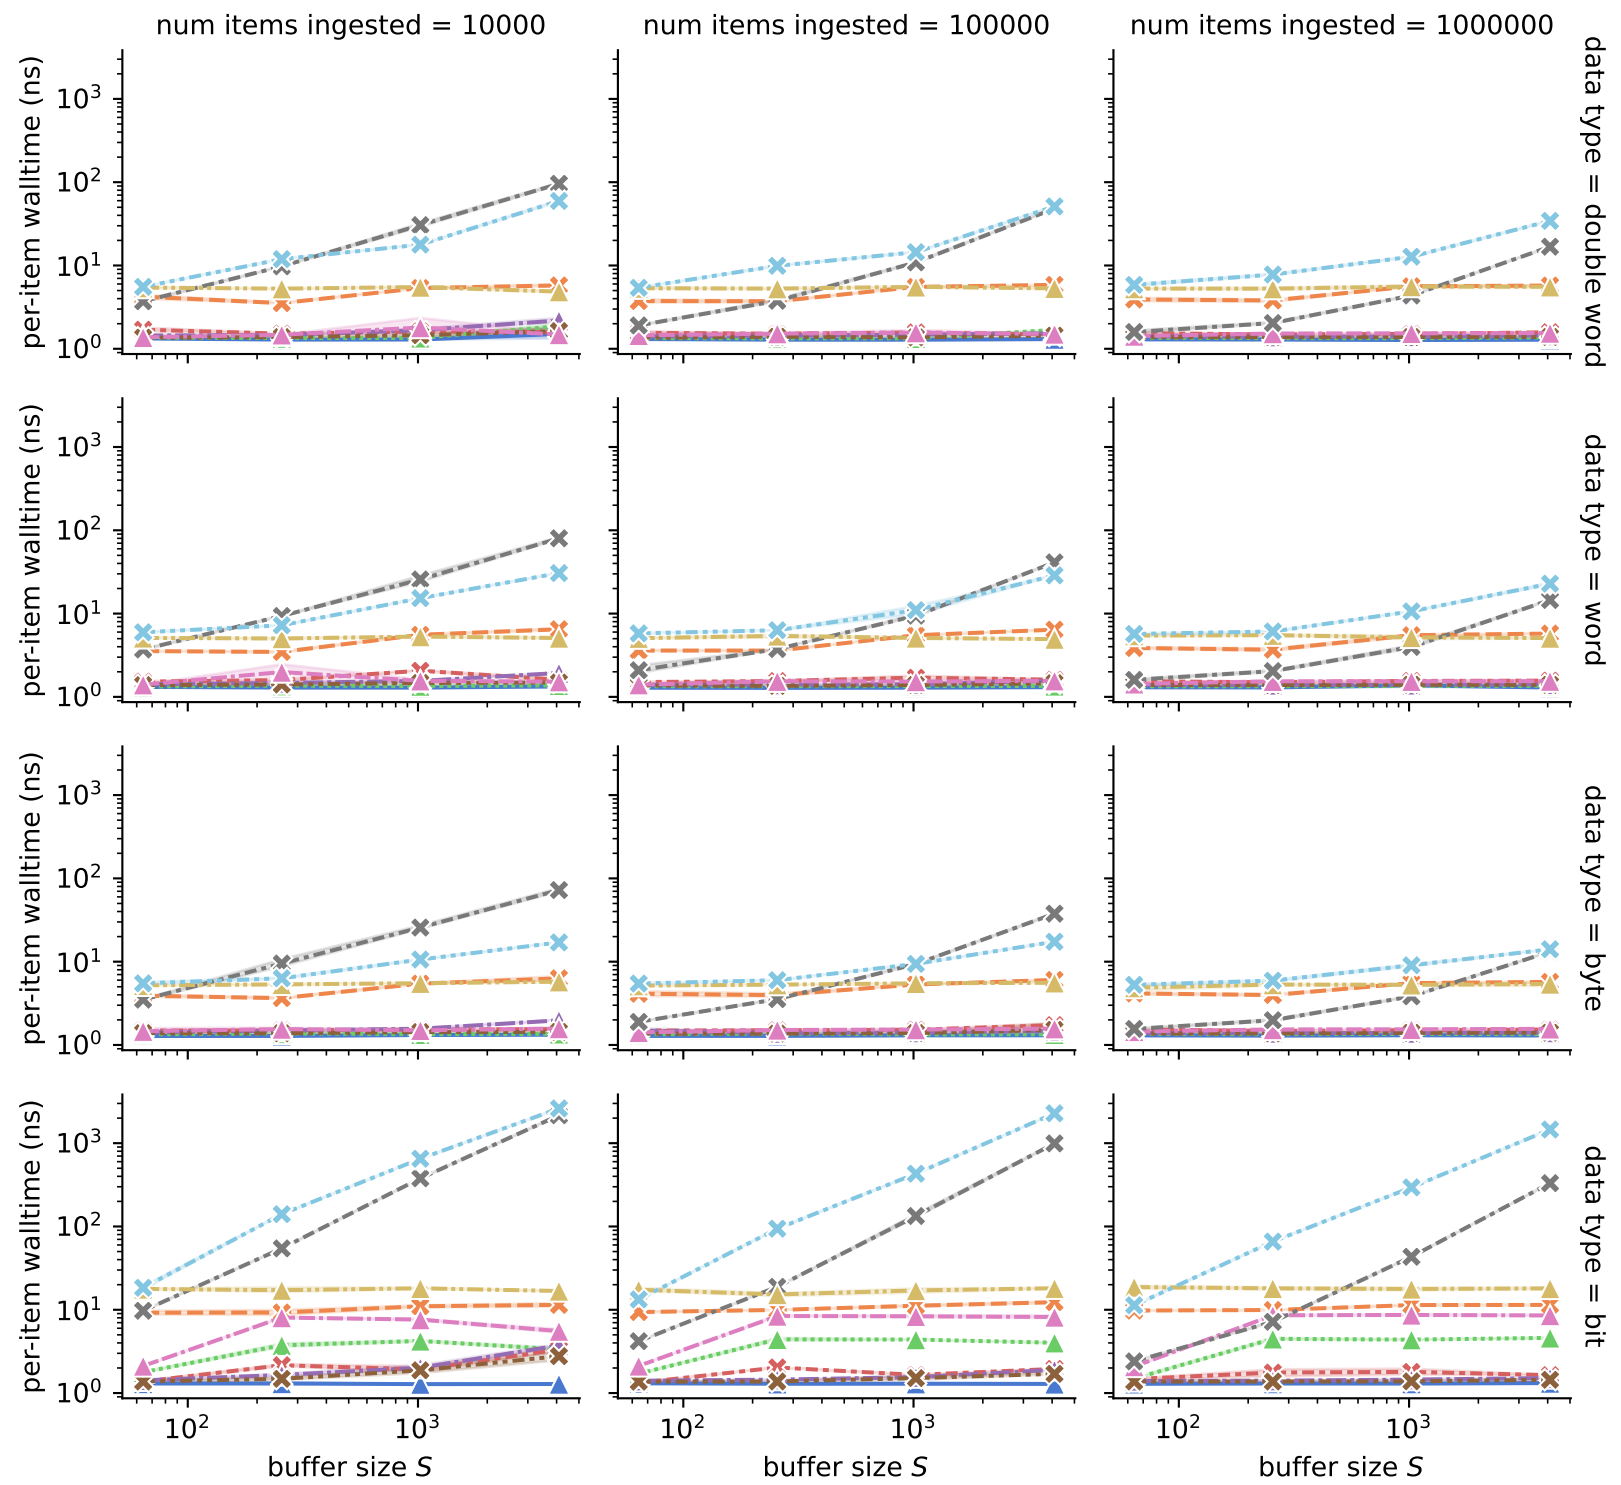 num items ingested = 10000
num items ingested = 100000
num items ingested = 1000000
per-item walltime (ns)
10³
10²
10¹
10⁰
data type = double word
per-item walltime (ns)
10³
10²
10¹
10⁰
data type = word
per-item walltime (ns)
10³
10²
10¹
10⁰
data type = byte
per-item walltime (ns)
10³
10²
10¹
10⁰
data type = bit
10² 10³
10² 10³
10² 10³
buffer size S
buffer size S
buffer size S